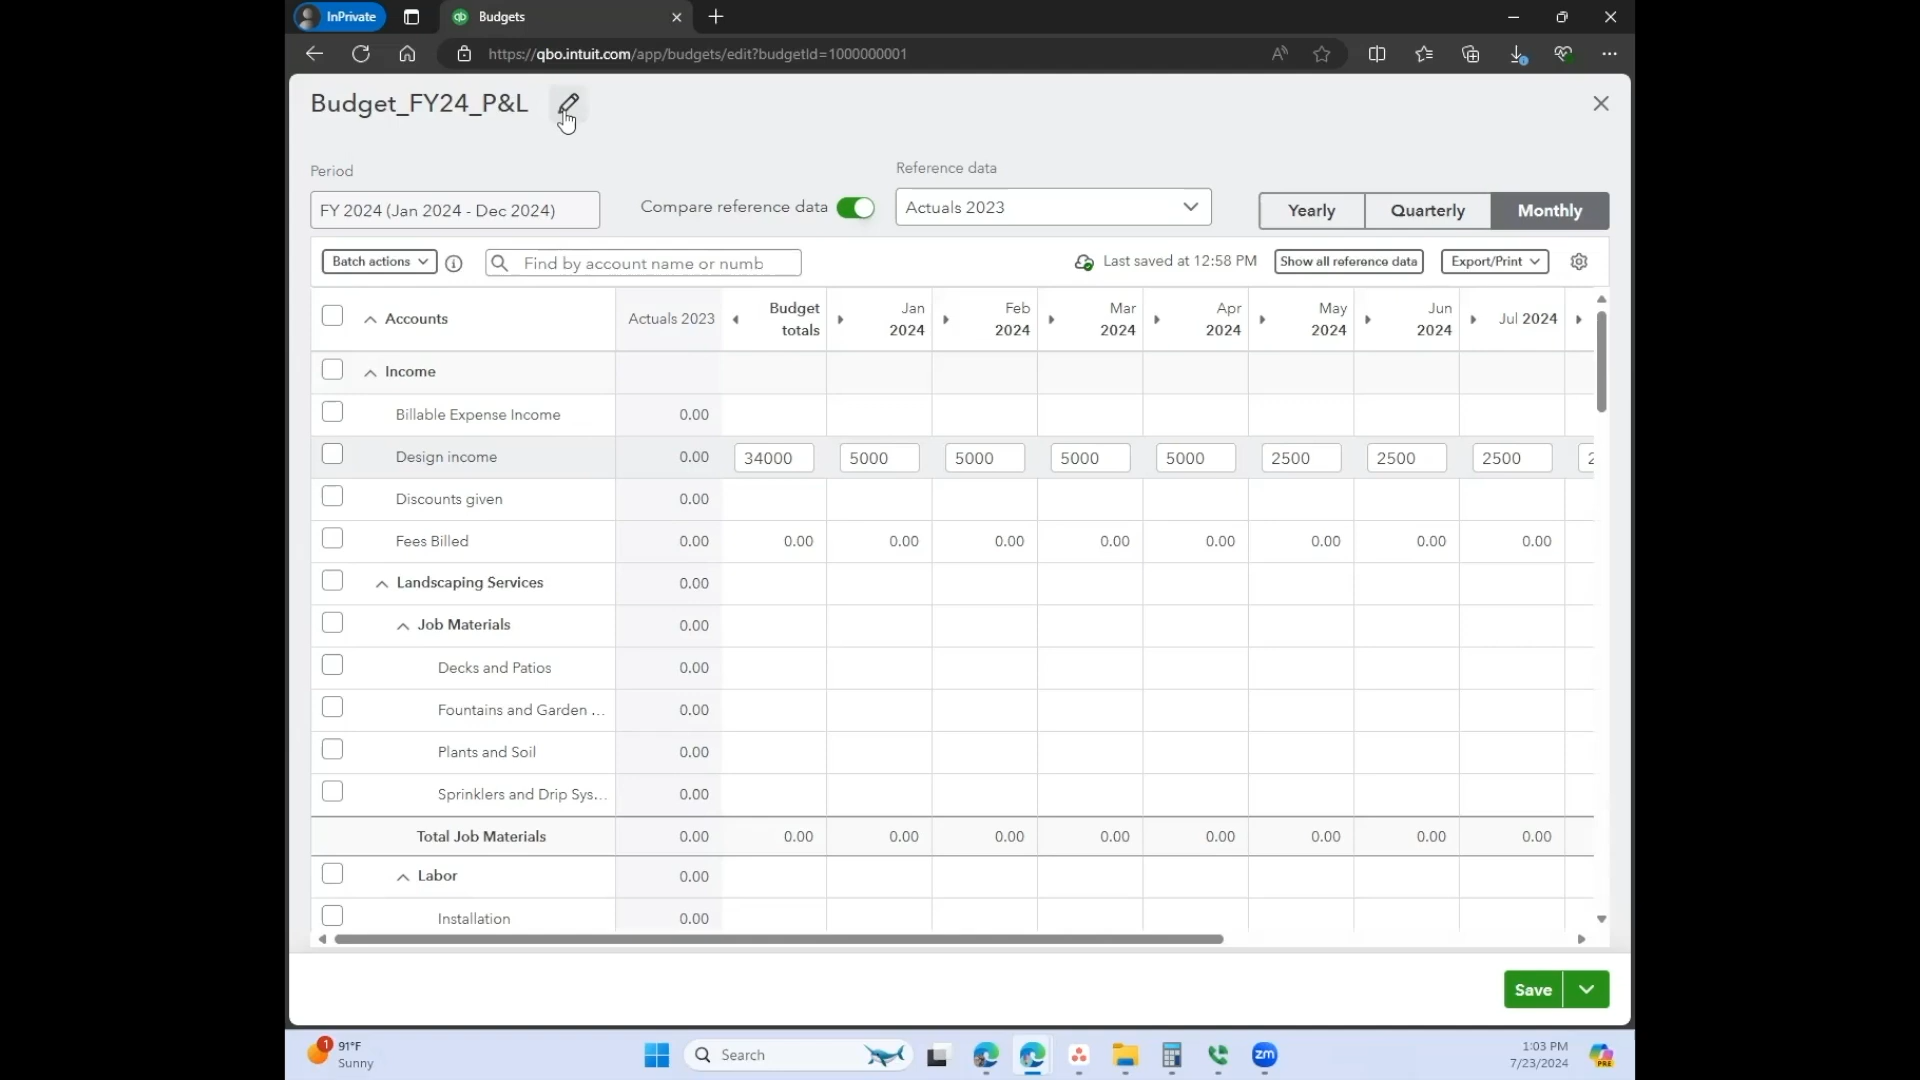 InPrivate
Budgets
https://qbo.intuit.com/app/budgets/edit?budgetId=1000000001
Budget_FY24_P&L
Period
FY 2024 (Jan 2024 - Dec 2024)
Compare reference data
Reference data
Actuals 2023
Yearly
Quarterly
Monthly
Batch actions
Find by account name or numb
Last saved at 12:58 PM
Show all reference data
Export/Print
Accounts Actuals 2023 Budget totals Jan 2024 Feb 2024 Mar 2024 Apr 2024 May 2024 Jun 2024 Jul 2024
Income
Billable Expense Income 0.00
Design income 0.00 34000 5000 5000 5000 5000 2500 2500 2500 2
Discounts given 0.00
Fees Billed 0.00 0.00 0.00 0.00 0.00 0.00 0.00 0.00 0.00
Landscaping Services 0.00
Job Materials 0.00
Decks and Patios 0.00
Fountains and Garden ... 0.00
Plants and Soil 0.00
Sprinklers and Drip Sys... 0.00
Total Job Materials 0.00 0.00 0.00 0.00 0.00 0.00 0.00 0.00 0.00
Labor 0.00
Installation 0.00
Save
1
91°F
Sunny
Search
zm
1:03 PM
7/23/2024
PRE